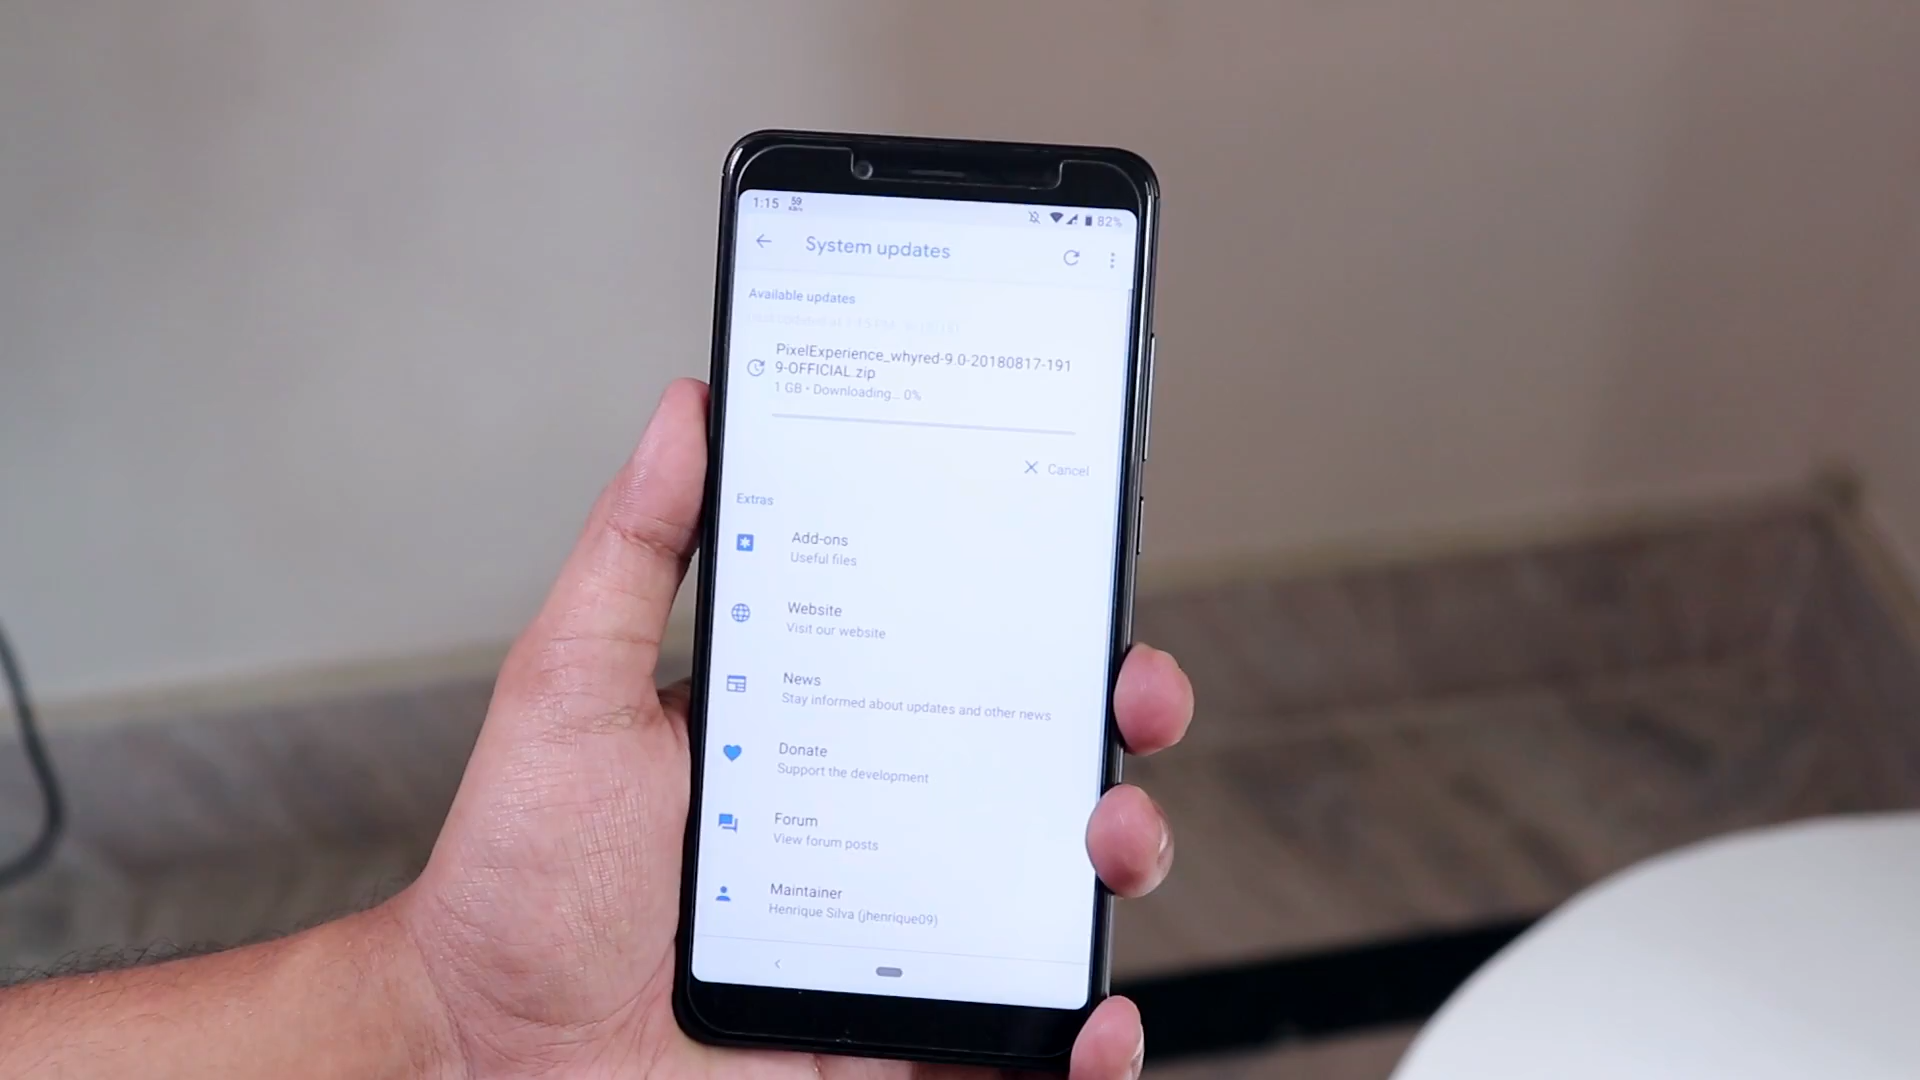 1:15 59 82%
System updates
Available updates
PixelExperience_whyred-9.0-20180817-191
9-OFFICIAL.zip
1 GB • Downloading... 0%
Cancel
Extras
Add-ons
Useful files
Website
Visit our website
News
Stay informed about updates and other news
Donate
Support the development
Forum
View forum posts
Maintainer
Henrique Silva (jhenrique09)